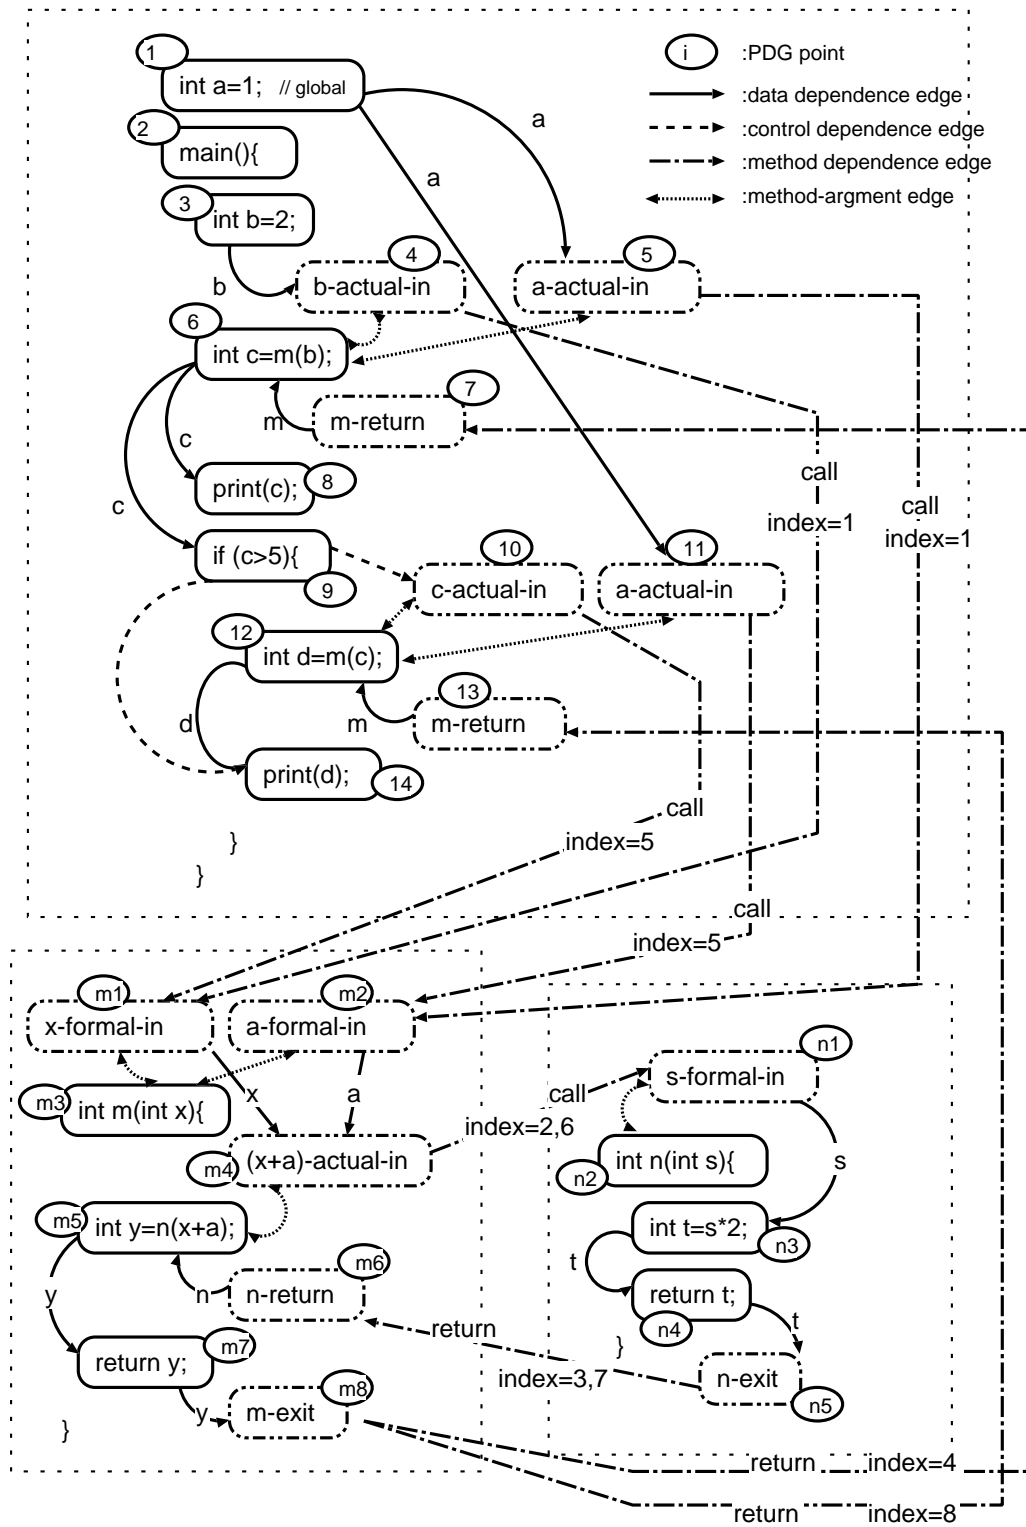 1
int a=1; // global
i :PDG point
:data dependence edge
:control dependence edge
:method dependence edge
:method-argment edge
a
a
2
main(){
3
int b=2;
b
4
b-actual-in
5
a-actual-in
6
int c=m(b);
7
m-return
m
c
c
8
print(c);
call
index=1
call
index=1
if (c>5){
9
10
c-actual-in
11
a-actual-in
12
int d=m(c);
13
m-return
m
d
print(d);
14
call
index=5
}
}
call
index=5
m1
x-formal-in
m2
a-formal-in
m3
int m(int x){
x
a
call
index=2,6
m4
(x+a)-actual-in
m5
int y=n(x+a);
m6
n-return
n
y
return y;
m7
m8
m-exit
y
}
n1
s-formal-in
int n(int s){
n2
s
int t=s*2;
n3
t
return t;
n4
t
}
n-exit
n5
return
index=3,7
return index=4
return index=8